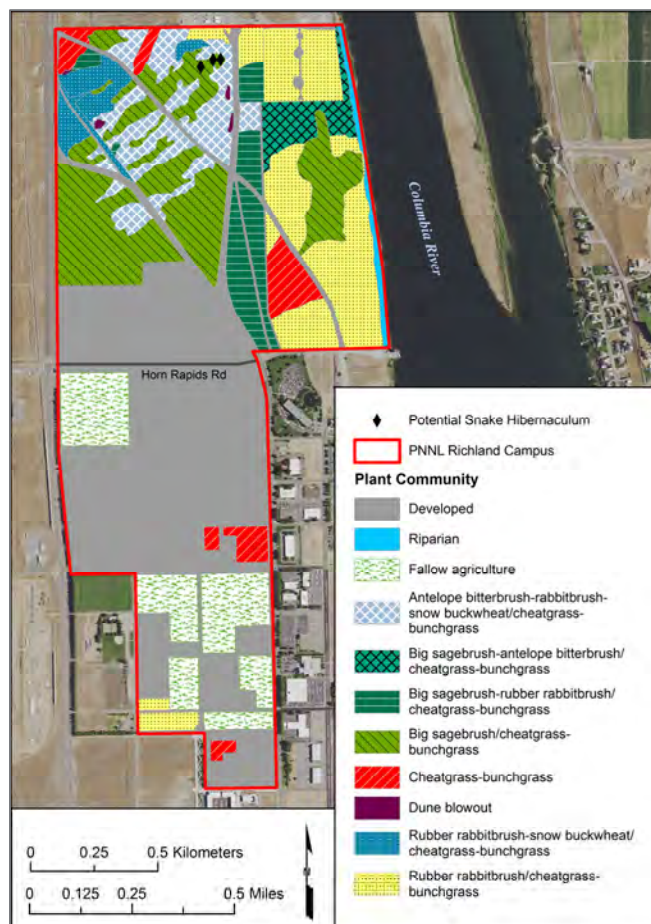 Columbia River
Horn Rapids Rd
Potential Snake Hibernaculum
PNNL Richland Campus
Plant Community
Developed
Riparian
Fallow agriculture
Antelope bitterbrush-rabbitbrush-
snow buckwheat/cheatgrass-
bunchgrass
Big sagebrush-antelope bitterbrush/
cheatgrass-bunchgrass
Big sagebrush-rubber rabbitbrush/
cheatgrass-bunchgrass
Big sagebrush/cheatgrass-
bunchgrass
Cheatgrass-bunchgrass
Dune blowout
Rubber rabbitbrush-snow buckwheat/
cheatgrass-bunchgrass
Rubber rabbitbrush/cheatgrass-
bunchgrass
0 0.25 0.5 Kilometers
0 0.125 0.25 0.5 Miles